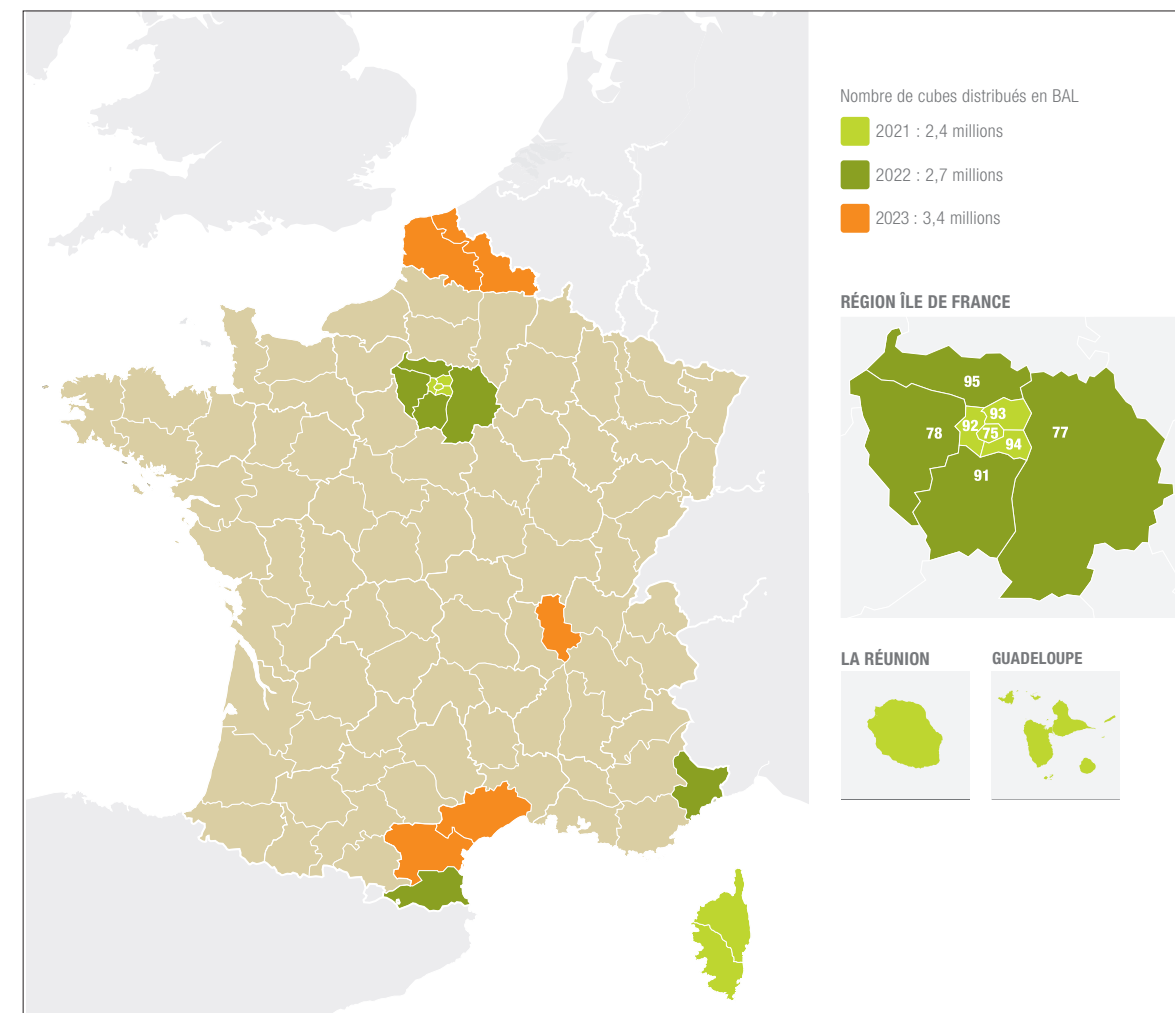 Nombre de cubes distribués en BAL
2021 : 2,4 millions
2022 : 2,7 millions
2023 : 3,4 millions
RÉGION ÎLE DE FRANCE
95
93
92
78
75
77
94
91
LA RÉUNION
GUADELOUPE